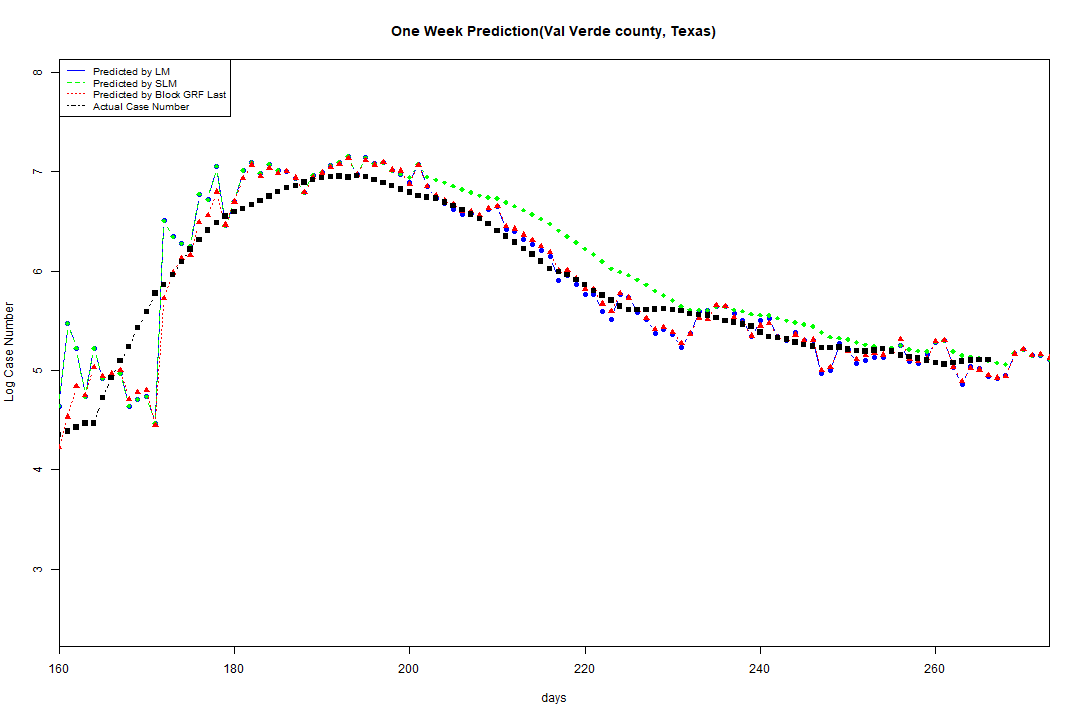 One Week Prediction(Val Verde county, Texas)
Predicted by LM
Predicted by SLM
Predicted by Block GRF Last
Actual Case Number
8
7
6
5
4
3
Log Case Number
160 180 200 220 240 260
days